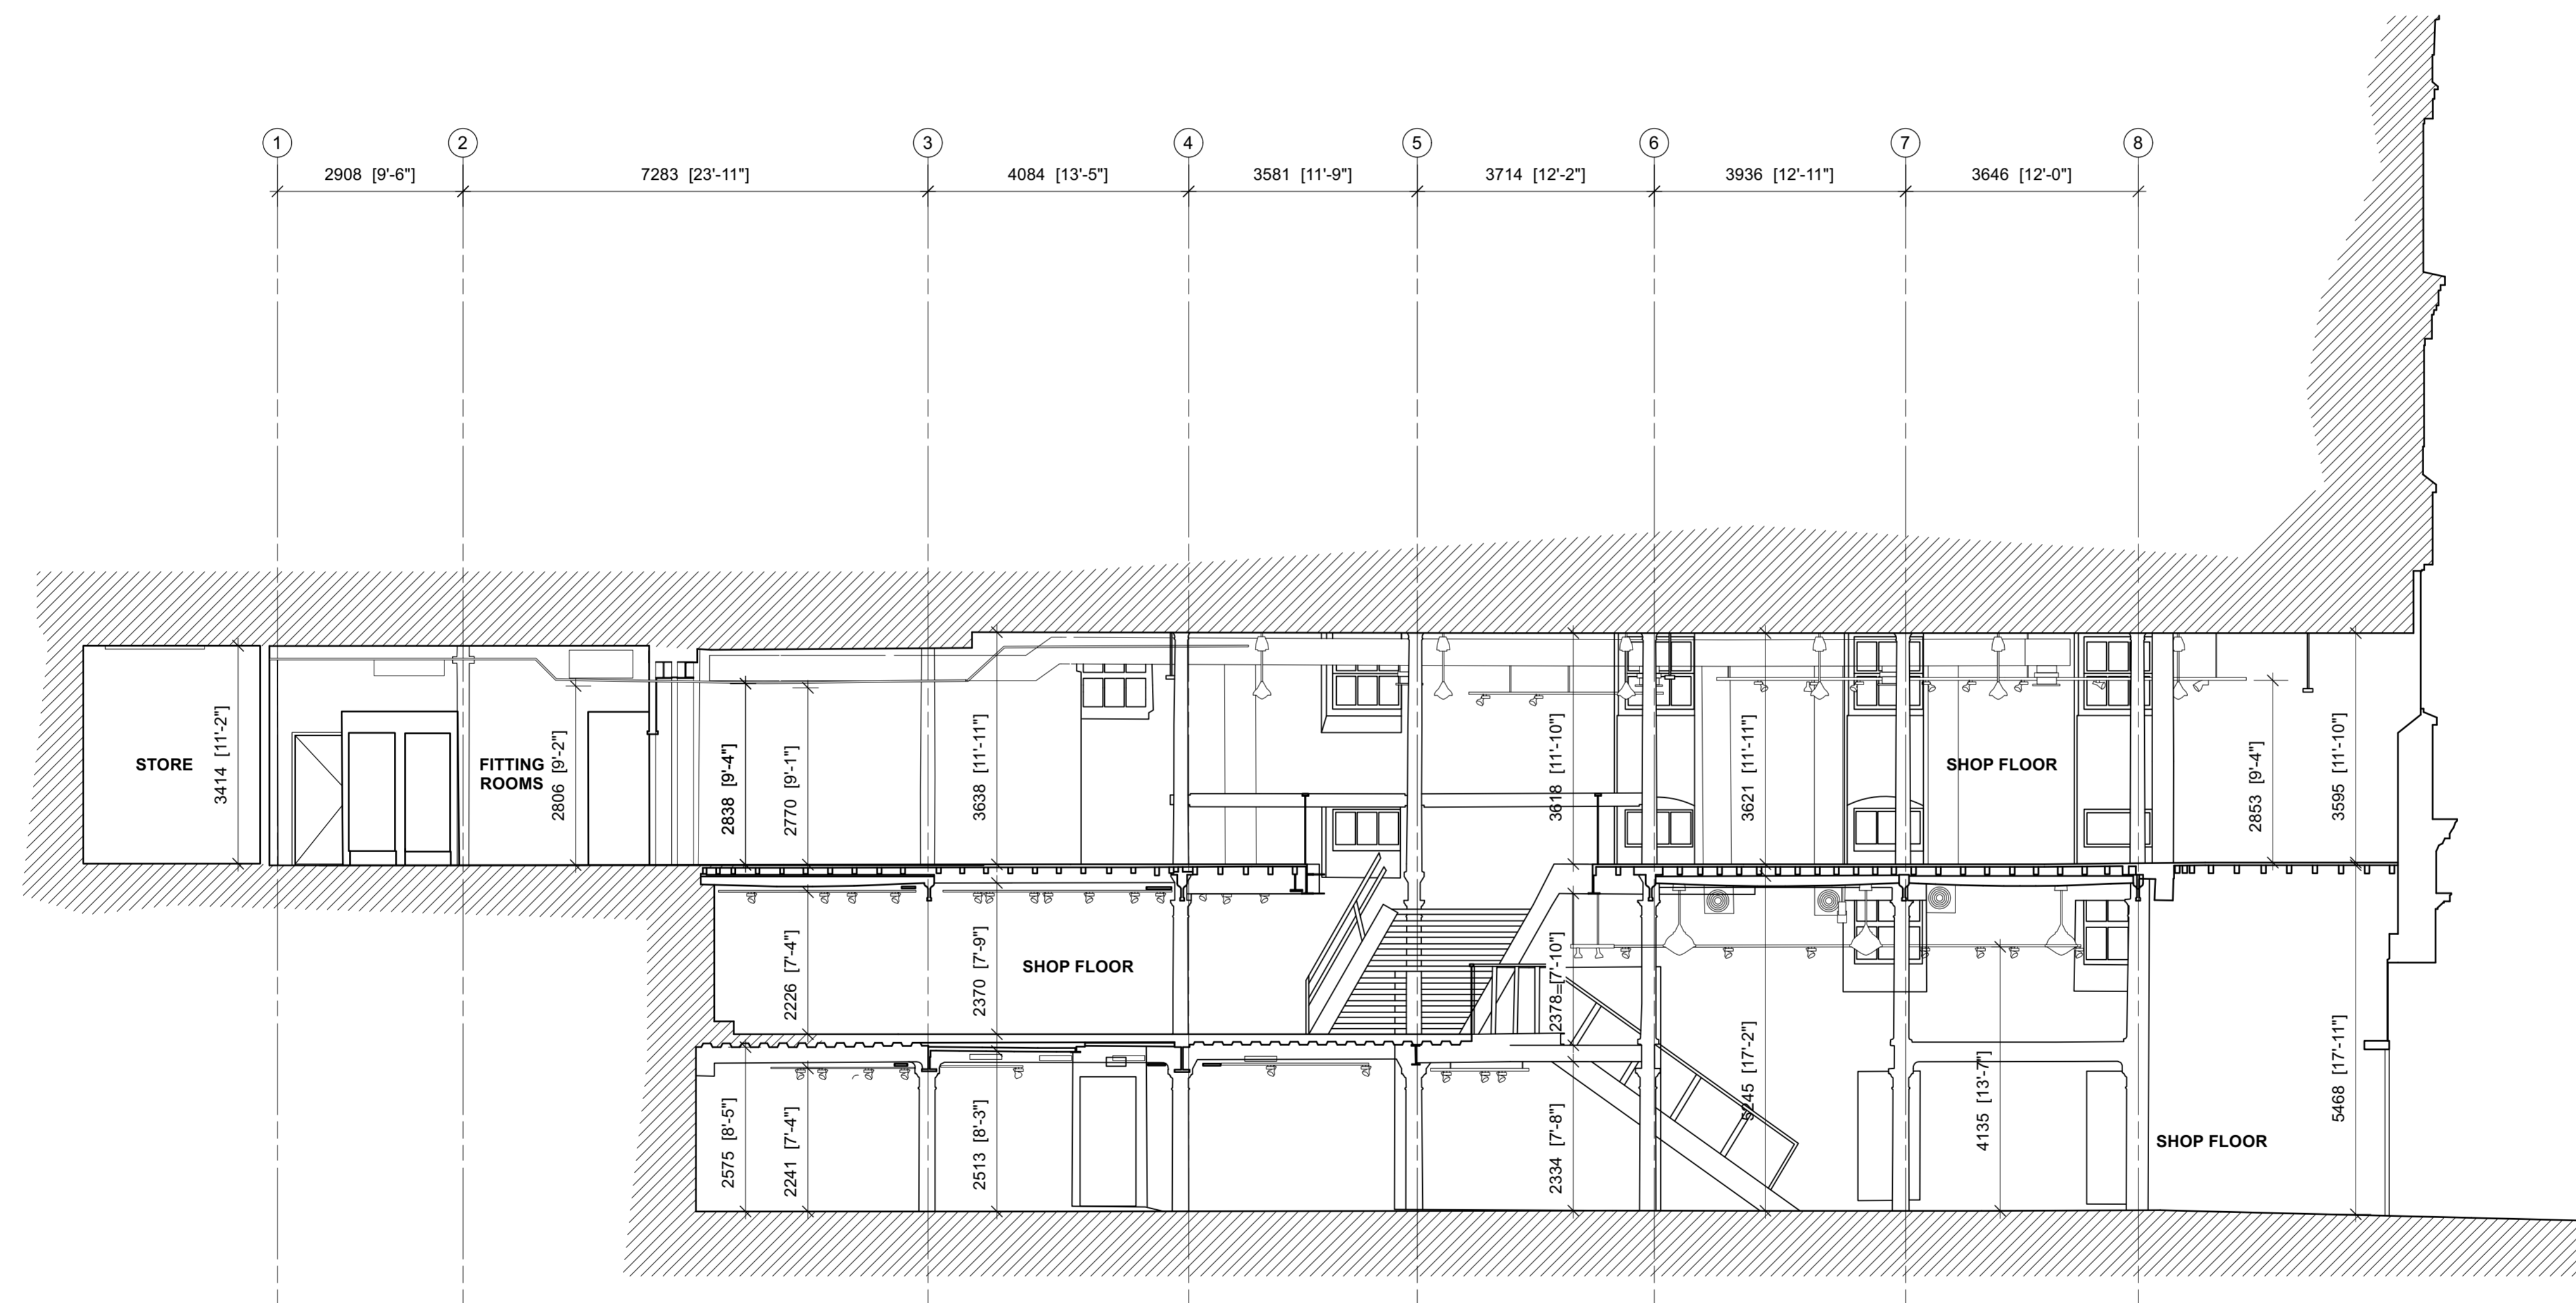 1 2 3 4 5 6 7 8
2908 [9'-6"] 7283 [23'-11"] 4084 [13'-5"] 3581 [11'-9"] 3714 [12'-2"] 3936 [12'-11"] 3646 [12'-0"]
STORE
3414 [11'-2"]
FITTING
ROOMS
2806 [9'-2"]
2838 [9'-4"]
2770 [9'-1"]
3638 [11'-11"]
3618 [11'-10"]
3621 [11'-11"]
SHOP FLOOR
2853 [9'-4"]
3595 [11'-10"]
2226 [7'-4"]
2370 [7'-9"]
SHOP FLOOR
2378 [7'-10"]
2575 [8'-5"]
2241 [7'-4"]
2513 [8'-3"]
2334 [7'-8"]
5245 [17'-2"]
4135 [13'-7"]
SHOP FLOOR
5468 [17'-11"]